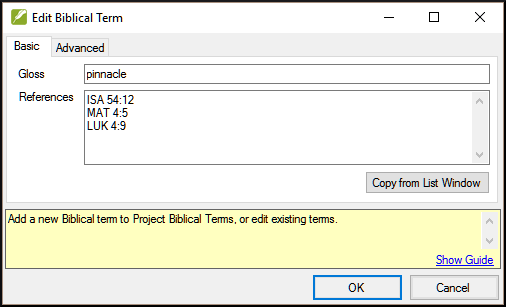 Edit Biblical Term
Basic Advanced
Gloss pinnacle
References ISA 54:12
MAT 4:5
LUK 4:9
Copy from List Window
Add a new Biblical term to Project Biblical Terms, or edit existing terms.
Show Guide
OK Cancel